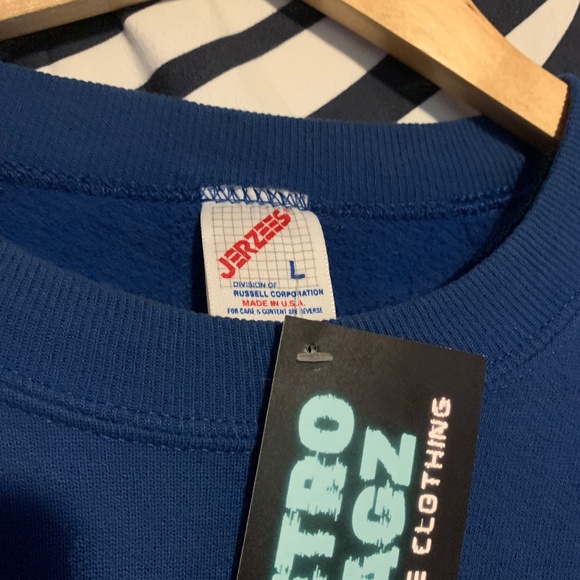 JERZEES
L
DIVISION OF
RUSSELL CORPORATION
MADE IN U.S.A.
FOR CARE & CONTENT SEE REVERSE
TRO
AGZ
E CLOTHING